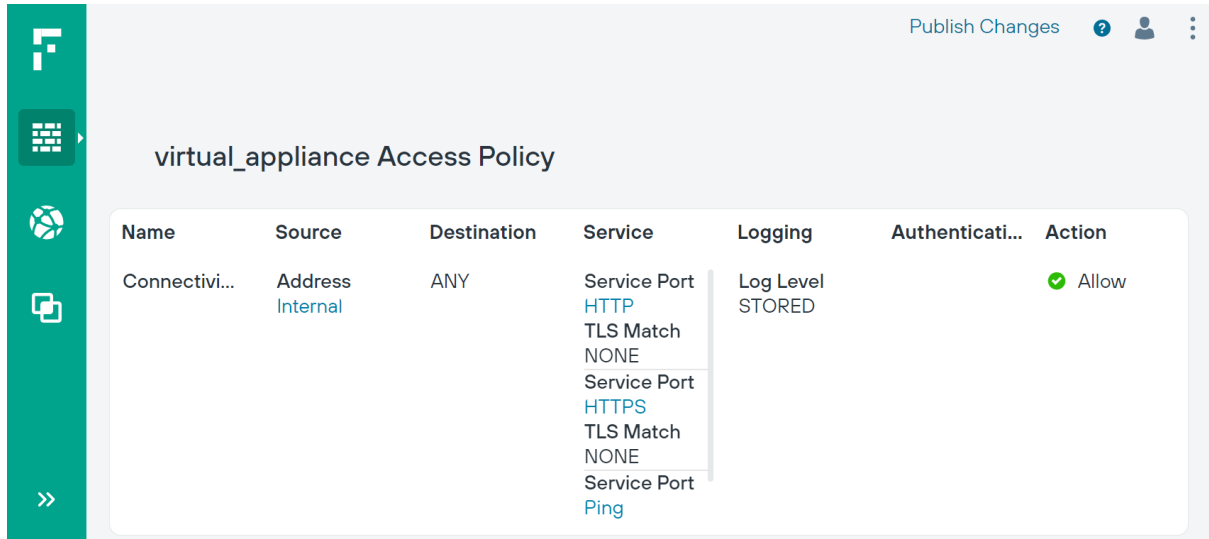 Publish Changes
virtual_appliance Access Policy
Name Source Destination Service Logging Authenticati... Action
Connectivi... Address ANY Service Port Log Level Allow
Internal HTTP STORED
TLS Match
NONE
Service Port
HTTPS
TLS Match
NONE
Service Port
Ping